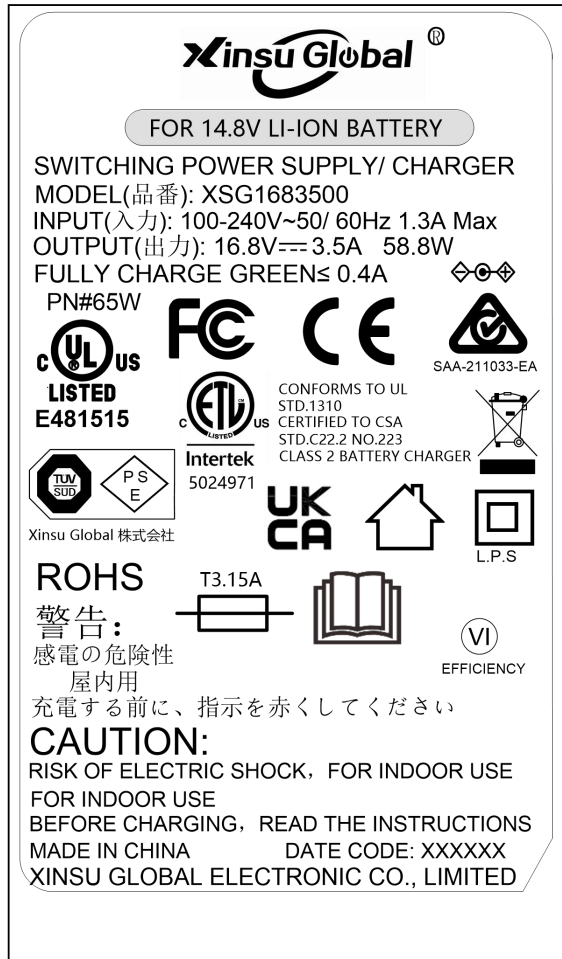 Xinsu Global ®
FOR 14.8V LI-ION BATTERY
SWITCHING POWER SUPPLY/ CHARGER
MODEL(品番): XSG1683500
INPUT(入力): 100-240V~50/ 60Hz 1.3A Max
OUTPUT(出力): 16.8V⎓ 3.5A 58.8W
FULLY CHARGE GREEN≤ 0.4A
PN#65W
FC CE
C UL US
LISTED
E481515
SAA-211033-EA
C ETL CM US
LISTED
Intertek
5024971
CONFORMS TO UL
STD.1310
CERTIFIED TO CSA
STD.C22.2 NO.223
CLASS 2 BATTERY CHARGER
TUV
SUD
P S
E
Xinsu Global 株式会社
UK
CA
L.P.S
ROHS
T3.15A
VI
EFFICIENCY
警告:
感電の危険性
屋内用
充電する前に、指示を赤くしてください
CAUTION:
RISK OF ELECTRIC SHOCK, FOR INDOOR USE
FOR INDOOR USE
BEFORE CHARGING, READ THE INSTRUCTIONS
MADE IN CHINA DATE CODE: XXXXXX
XINSU GLOBAL ELECTRONIC CO., LIMITED